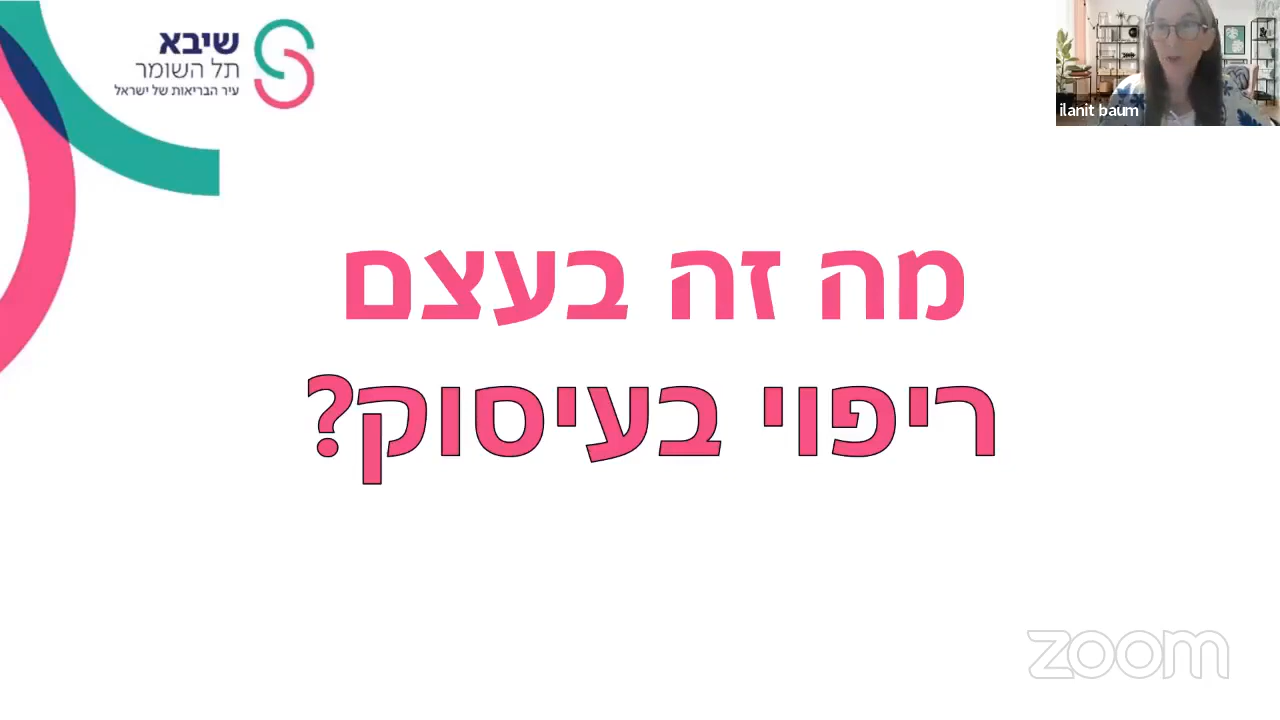 שיבא
תל השומר
עיר הבריאות של ישראל
ilanit baum
מה זה בעצם
ריפוי בעיסוק?
zoom